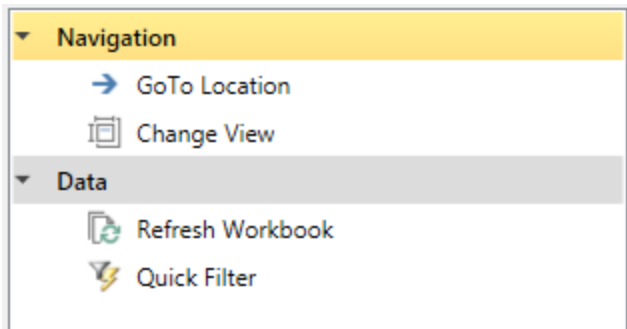 Navigation
GoTo Location
Change View
Data
Refresh Workbook
Quick Filter